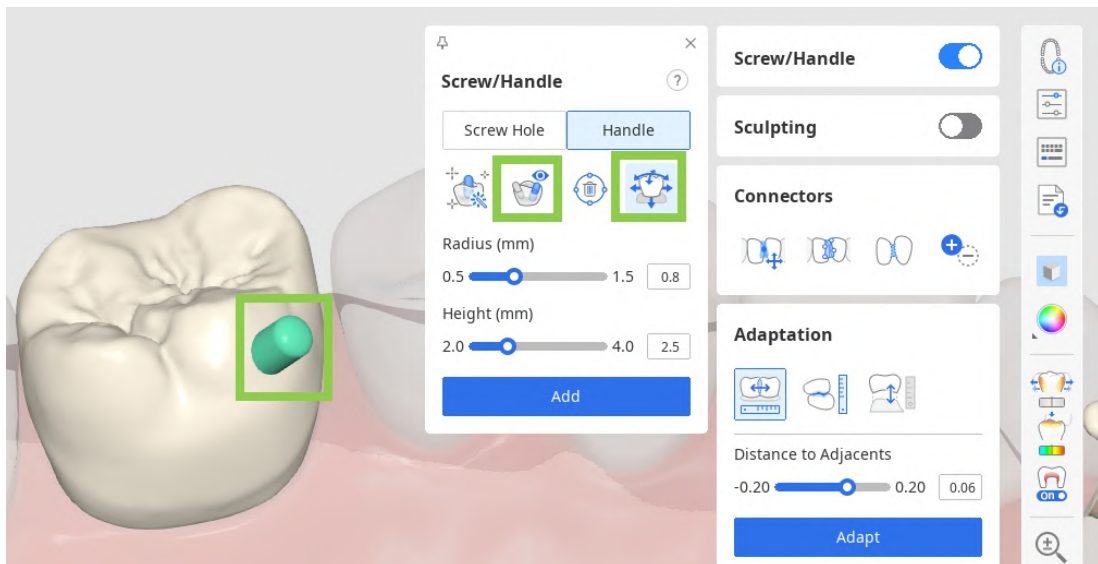 Screw/Handle
?
Screw Hole
Handle
Radius (mm)
0.5
1.5
0.8
Height (mm)
2.0
4.0
2.5
Add
Screw/Handle
Sculpting
Connectors
Adaptation
Distance to Adjacents
-0.20
0.20
0.06
Adapt
On